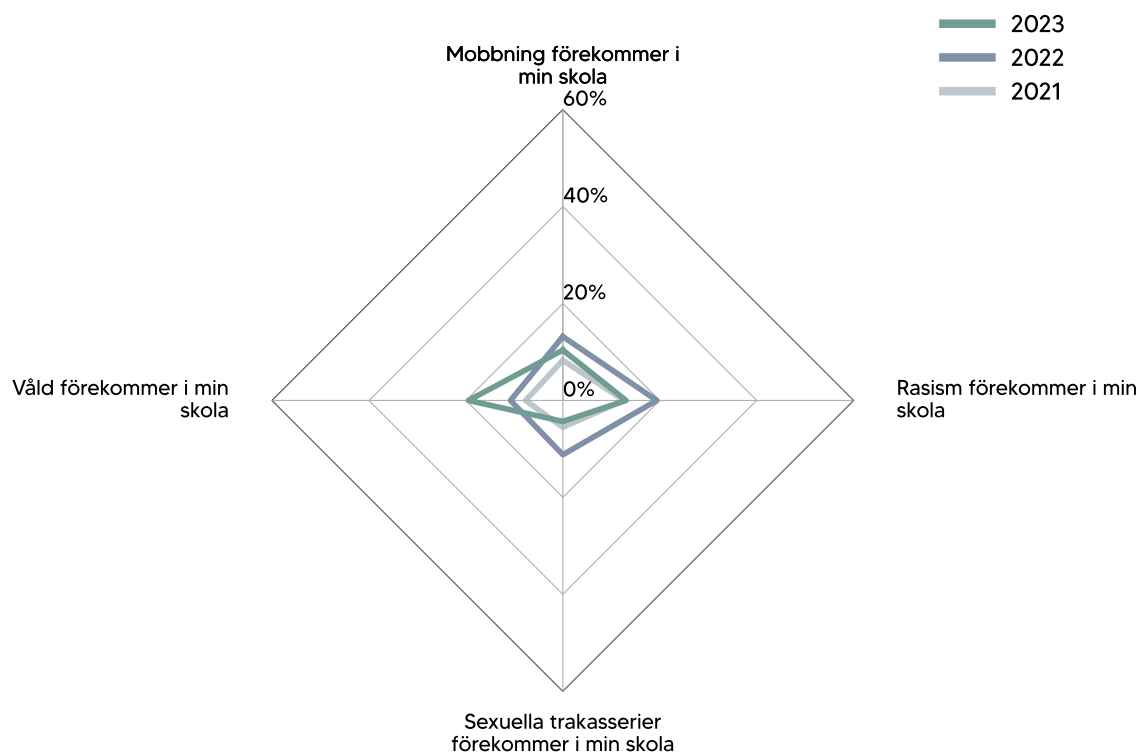 2023
2022
2021
Mobbning förekommer i
min skola
60%
40%
20%
0%
Våld förekommer i min
skola
Rasism förekommer i min
skola
Sexuella trakasserier
förekommer i min skola